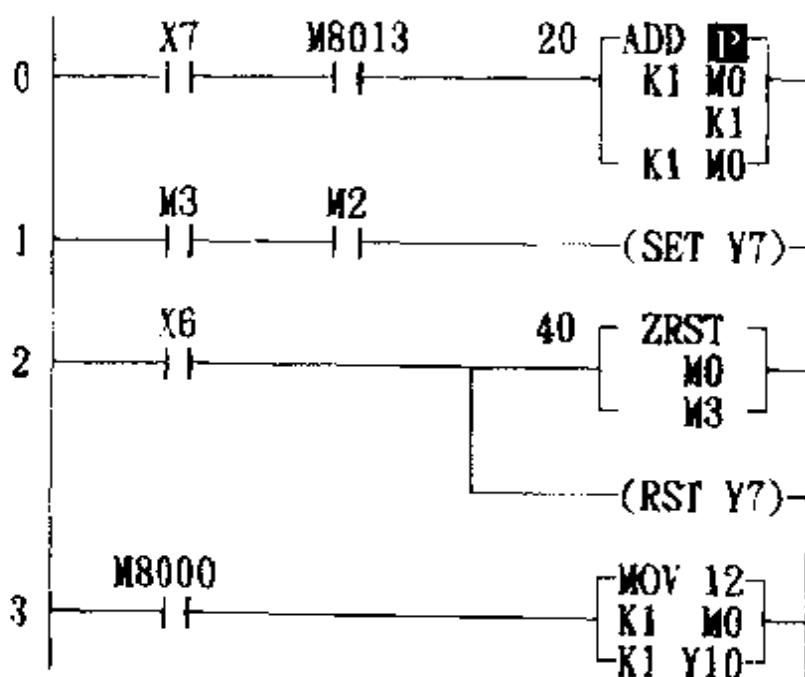 X7 M8013 20 ADD P
0 K1 M0
K1
K1 M0
M3 M2
1 (SET Y7)
X6 40 ZRST
2 M0
M3
(RST Y7)
M8000 MOV 12
3 K1 M0
K1 Y10